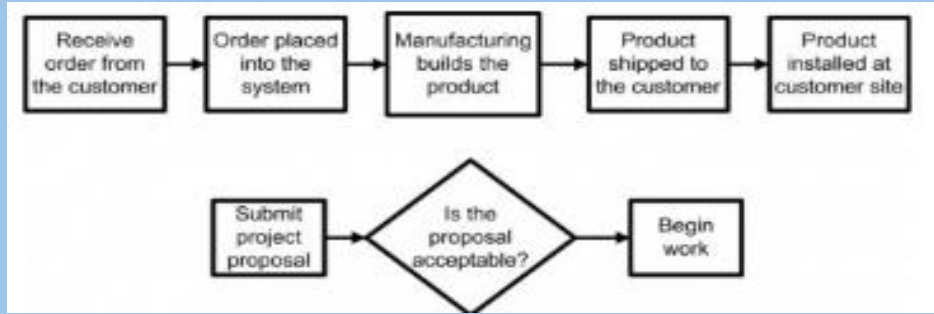 Receive
order from
the customer
Order placed
into the
system
Manufacturing
builds the
product
Product
shipped to
the customer
Product
installed at
customer site
Submit
project
proposal
Is the
proposal
acceptable?
Begin
work